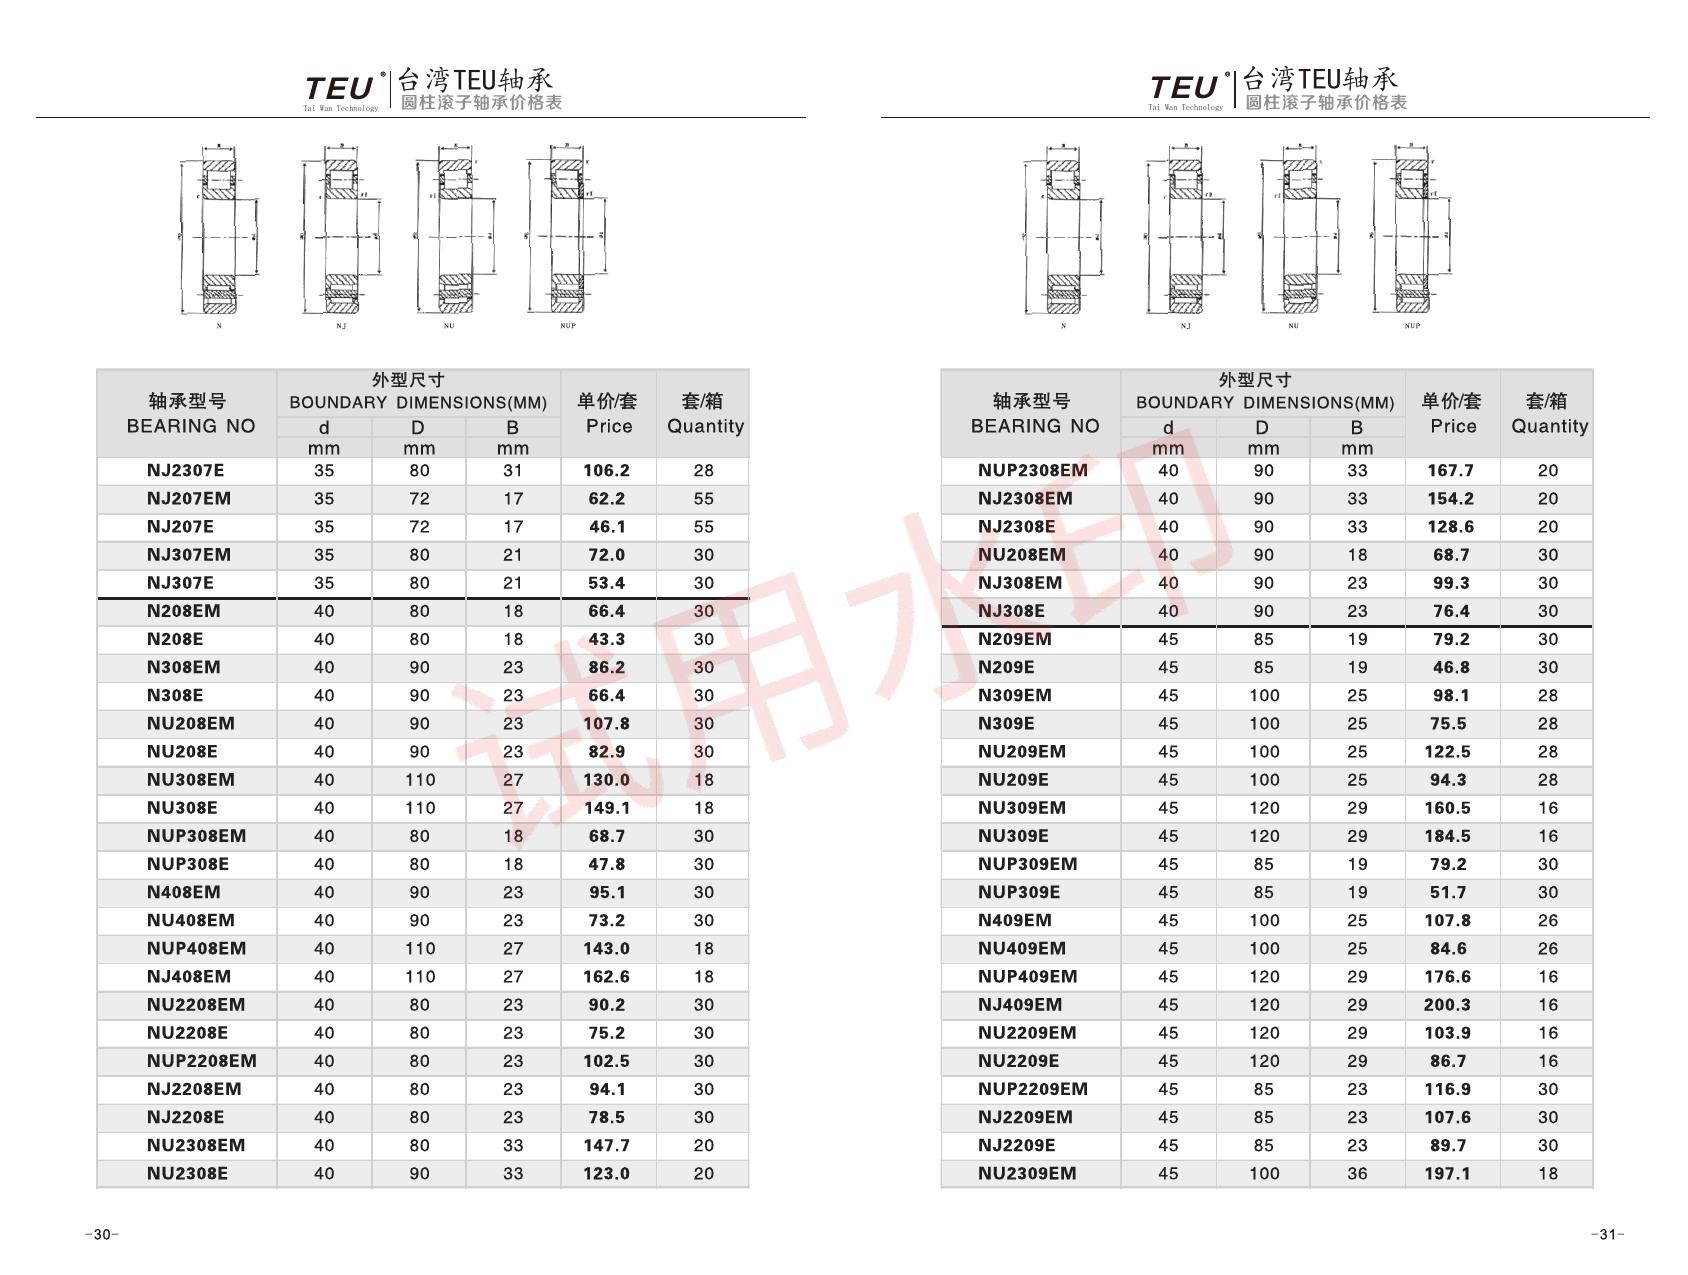 TEU® 台湾TEU轴承
Tai Wan Technology 圆柱滚子轴承价格表
N NJ NU NUP
轴承型号 外型尺寸 单价/套 套/箱
BEARING NO BOUNDARY DIMENSIONS(MM) Price Quantity
d D B
mm mm mm
NJ2307E 35 80 31 106.2 28
NJ207EM 35 72 17 62.2 55
NJ207E 35 72 17 46.1 55
NJ307EM 35 80 21 72.0 30
NJ307E 35 80 21 53.4 30
N208EM 40 80 18 66.4 30
N208E 40 80 18 43.3 30
N308EM 40 90 23 86.2 30
N308E 40 90 23 66.4 30
NU208EM 40 90 23 107.8 30
NU208E 40 90 23 82.9 30
NU308EM 40 110 27 130.0 18
NU308E 40 110 27 149.1 18
NUP308EM 40 80 18 68.7 30
NUP308E 40 80 18 47.8 30
N408EM 40 90 23 95.1 30
NU408EM 40 90 23 73.2 30
NUP408EM 40 110 27 143.0 18
NJ408EM 40 110 27 162.6 18
NU2208EM 40 80 23 90.2 30
NU2208E 40 80 23 75.2 30
NUP2208EM 40 80 23 102.5 30
NJ2208EM 40 80 23 94.1 30
NJ2208E 40 80 23 78.5 30
NU2308EM 40 80 33 147.7 20
NU2308E 40 90 33 123.0 20
-30-
TEU® 台湾TEU轴承
Tai Wan Technology 圆柱滚子轴承价格表
N NJ NU NUP
轴承型号 外型尺寸 单价/套 套/箱
BEARING NO BOUNDARY DIMENSIONS(MM) Price Quantity
d D B
mm mm mm
NUP2308EM 40 90 33 167.7 20
NJ2308EM 40 90 33 154.2 20
NJ2308E 40 90 33 128.6 20
NU208EM 40 90 18 68.7 30
NJ308EM 40 90 23 99.3 30
NJ308E 40 90 23 76.4 30
N209EM 45 85 19 79.2 30
N209E 45 85 19 46.8 30
N309EM 45 100 25 98.1 28
N309E 45 100 25 75.5 28
NU209EM 45 100 25 122.5 28
NU209E 45 100 25 94.3 28
NU309EM 45 120 29 160.5 16
NU309E 45 120 29 184.5 16
NUP309EM 45 85 19 79.2 30
NUP309E 45 85 19 51.7 30
N409EM 45 100 25 107.8 26
NU409EM 45 100 25 84.6 26
NUP409EM 45 120 29 176.6 16
NJ409EM 45 120 29 200.3 16
NU2209EM 45 120 29 103.9 16
NU2209E 45 120 29 86.7 16
NUP2209EM 45 85 23 116.9 30
NJ2209EM 45 85 23 107.6 30
NJ2209E 45 85 23 89.7 30
NU2309EM 45 100 36 197.1 18
-31-
试用水印